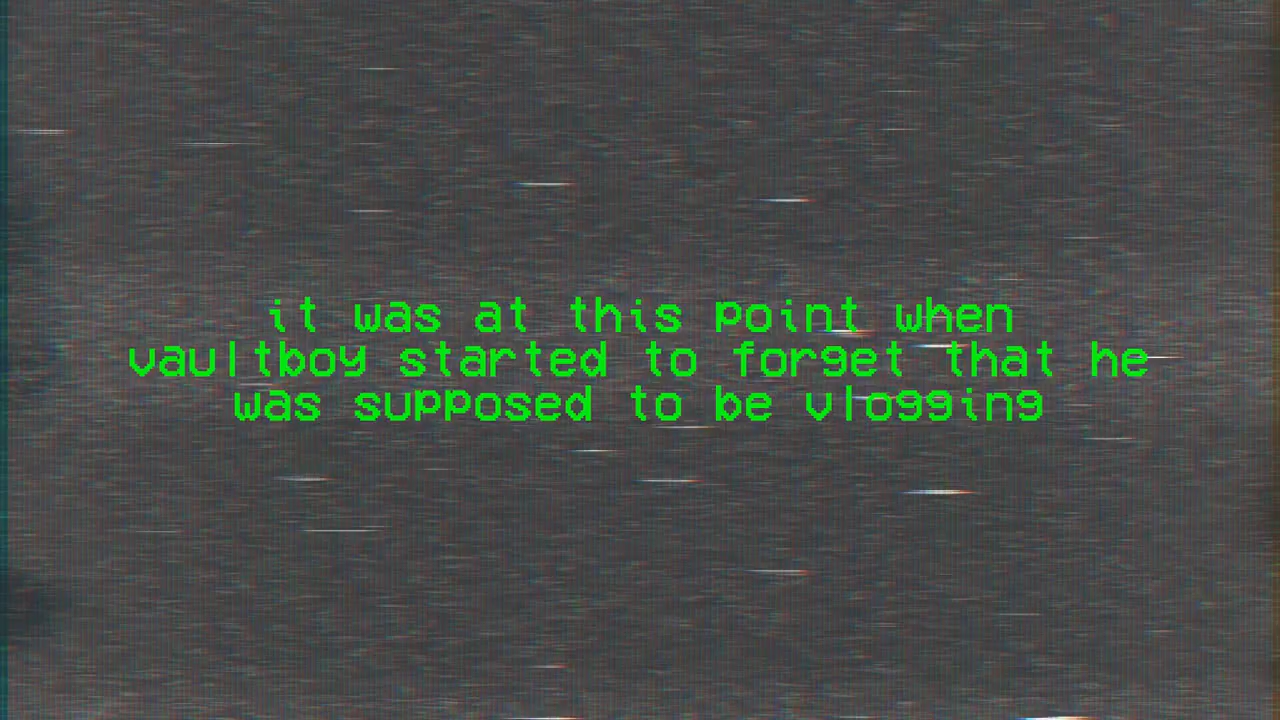 it was at this point when
vaultboy started to forget that he
was supposed to be vlogging